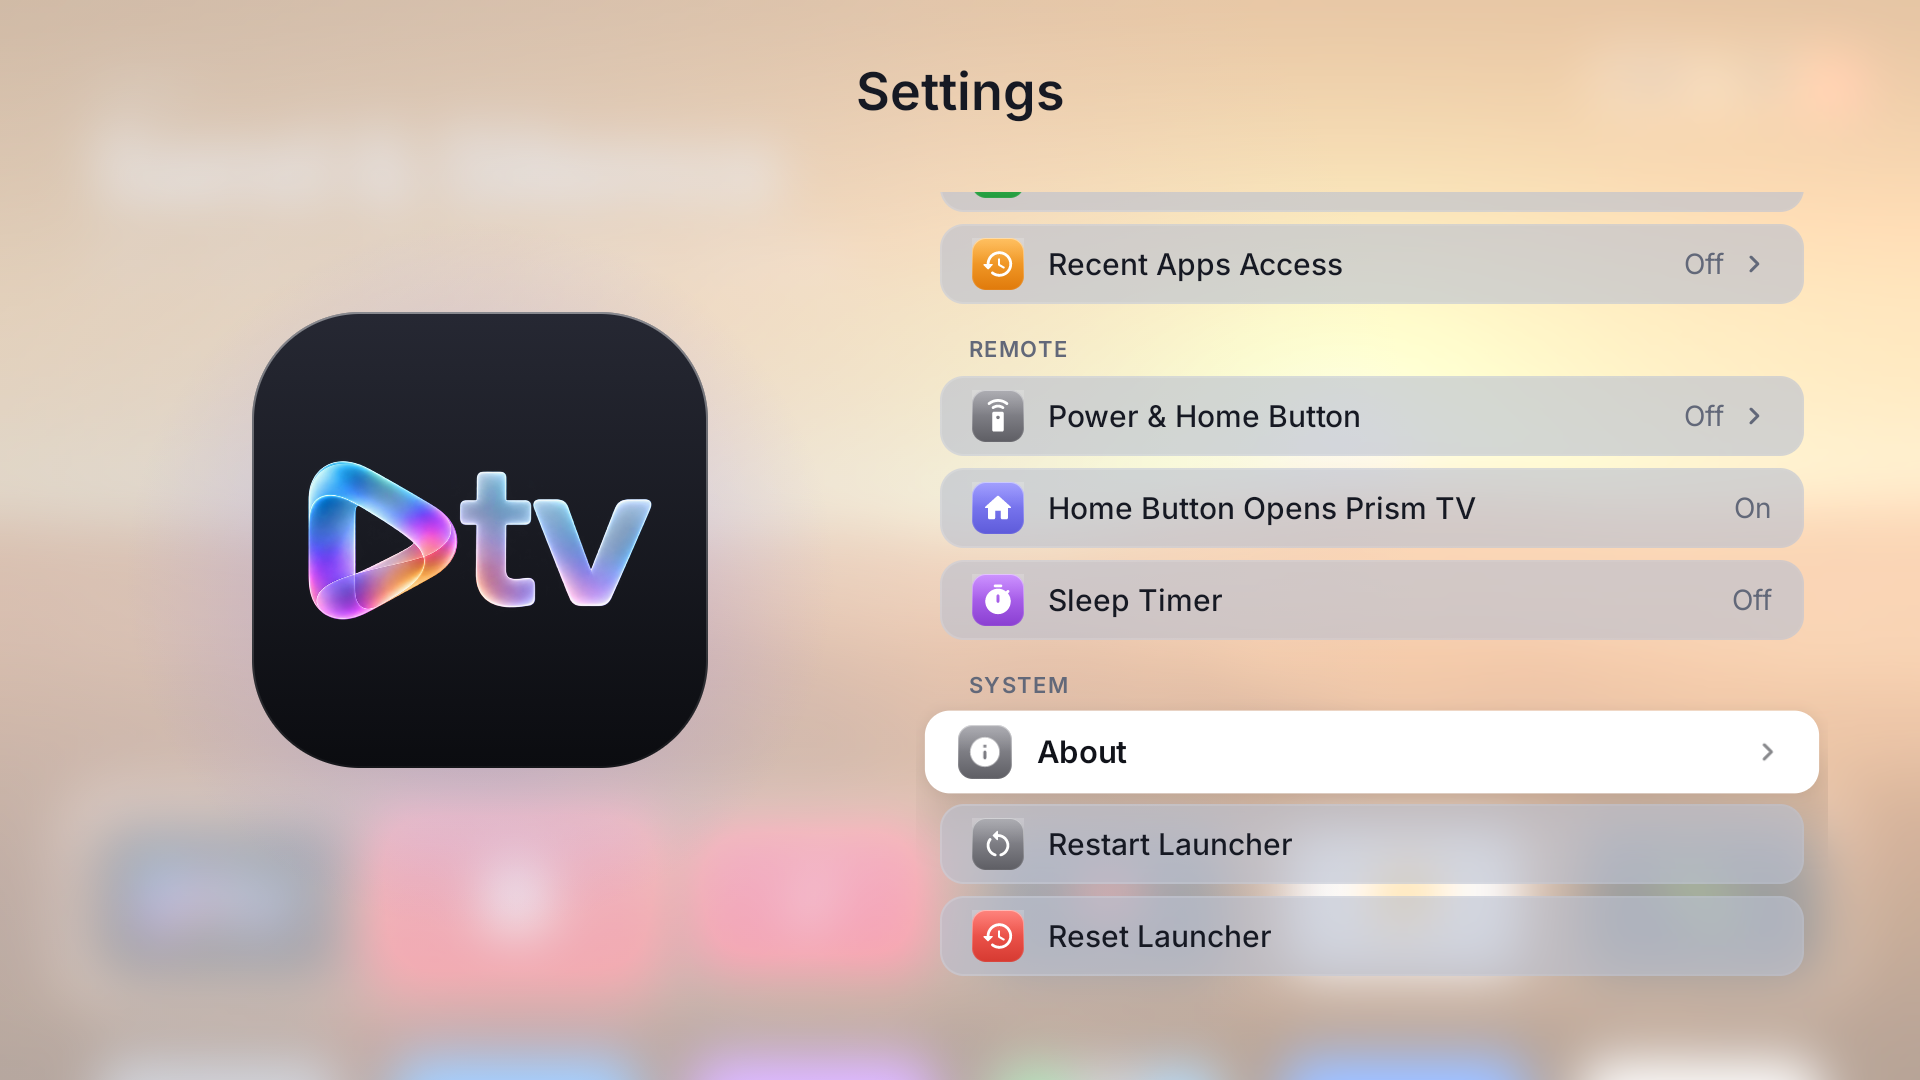 Settings
Recent Apps Access Off
REMOTE
Power & Home Button Off
Home Button Opens Prism TV On
Sleep Timer Off
SYSTEM
About
Restart Launcher
Reset Launcher
tv